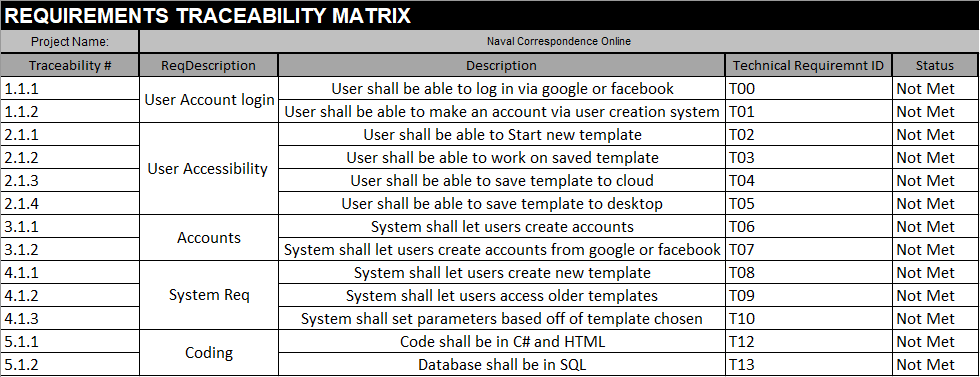 REQUIREMENTS TRACEABILITY MATRIX
Project Name: Naval Correspondence Online
Traceability # ReqDescription Description Technical Requiremnt ID Status
1.1.1 User Account login User shall be able to log in via google or facebook T00 Not Met
1.1.2 User shall be able to make an account via user creation system T01 Not Met
2.1.1 User Accessibility User shall be able to Start new template T02 Not Met
2.1.2 User shall be able to work on saved template T03 Not Met
2.1.3 User shall be able to save template to cloud T04 Not Met
2.1.4 User shall be able to save template to desktop T05 Not Met
3.1.1 Accounts System shall let users create accounts T06 Not Met
3.1.2 System shall let users create accounts from google or facebook T07 Not Met
4.1.1 System Req System shall let users create new template T08 Not Met
4.1.2 System shall let users access older templates T09 Not Met
4.1.3 System shall set parameters based off of template chosen T10 Not Met
5.1.1 Coding Code shall be in C# and HTML T12 Not Met
5.1.2 Database shall be in SQL T13 Not Met